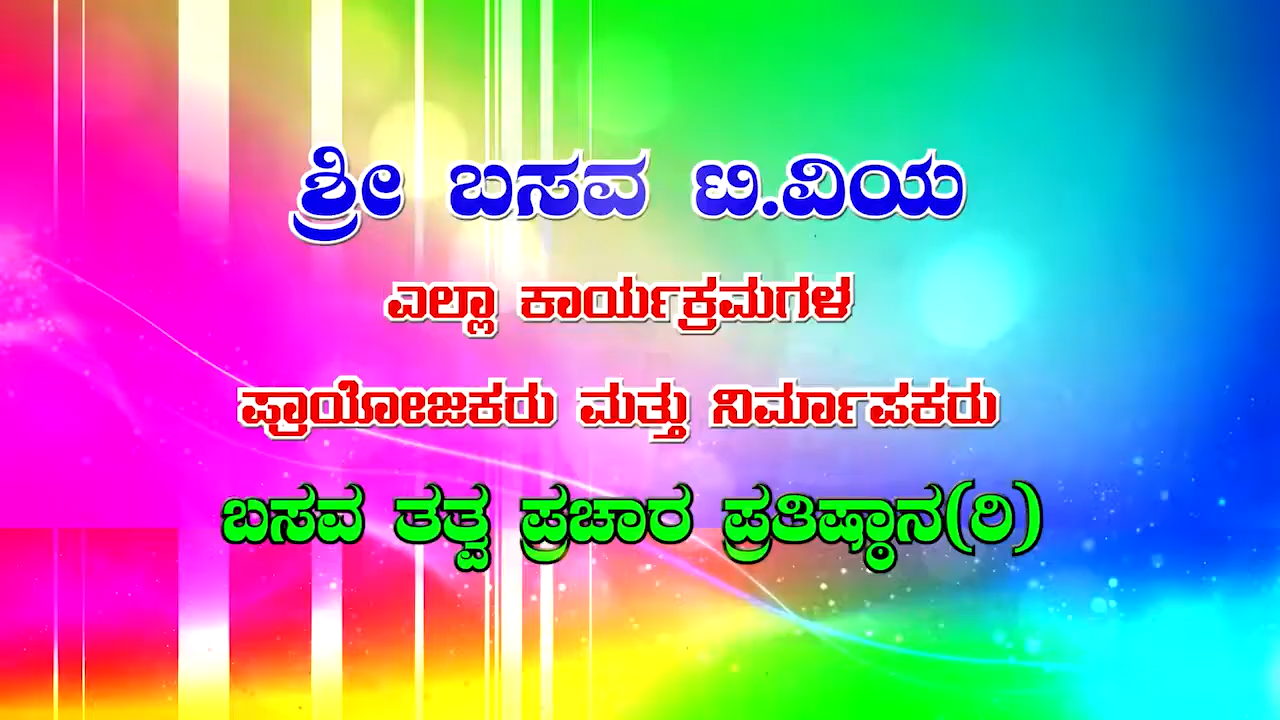 ಶ್ರೀ ಬಸವ ಟಿ.ವಿಯ
ಎಲ್ಲಾ ಕಾರ್ಯಕ್ರಮಗಳ
ಪ್ರಾಯೋಜಕರು ಮತ್ತು ನಿರ್ಮಾಪಕರು
ಬಸವ ತತ್ವ ಪ್ರಚಾರ ಪ್ರತಿಷ್ಠಾನ(ರಿ)